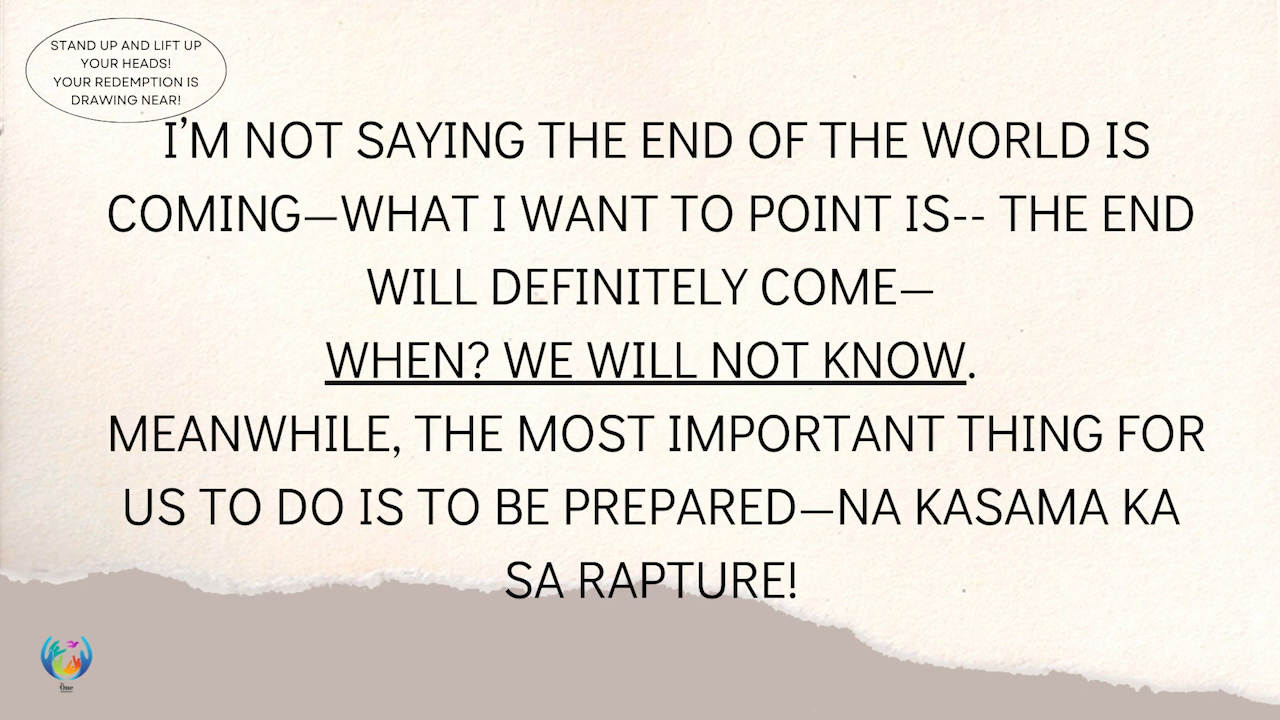 STAND UP AND LIFT UP
YOUR HEADS!
YOUR REDEMPTION IS
DRAWING NEAR!
I’M NOT SAYING THE END OF THE WORLD IS
COMING—WHAT I WANT TO POINT IS-- THE END
WILL DEFINITELY COME—
WHEN? WE WILL NOT KNOW.
MEANWHILE, THE MOST IMPORTANT THING FOR
US TO DO IS TO BE PREPARED—NA KASAMA KA
SA RAPTURE!
One